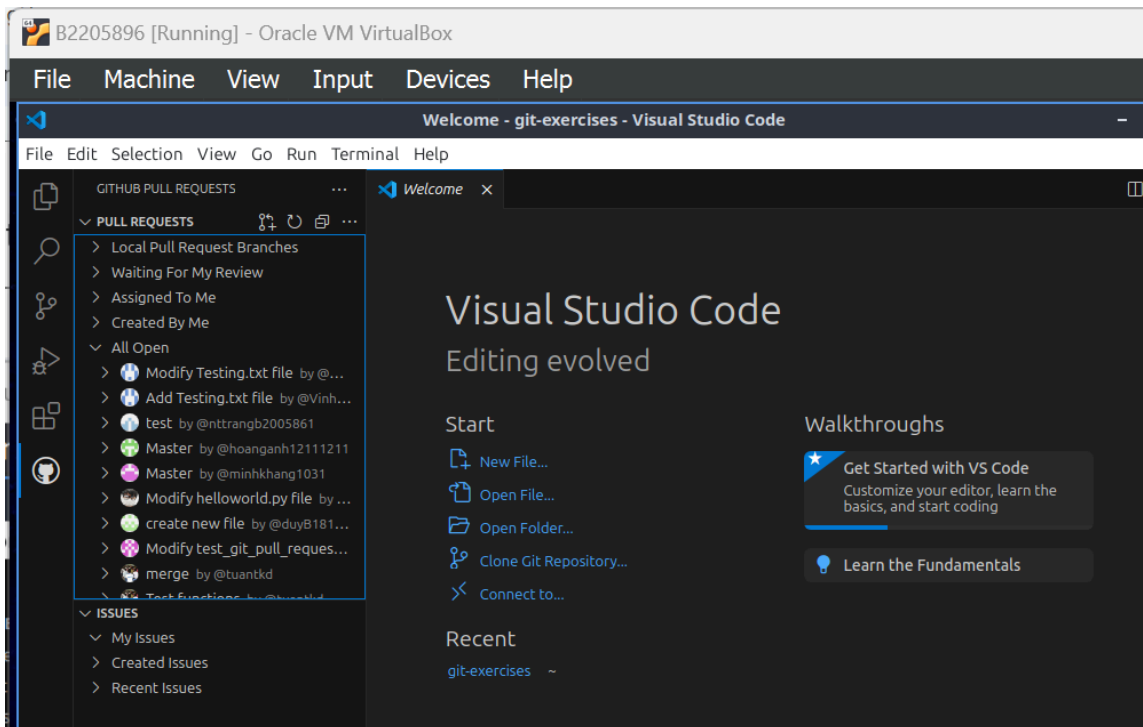 B2205896 [Running] - Oracle VM VirtualBox
File Machine View Input Devices Help
Welcome - git-exercises - Visual Studio Code
File Edit Selection View Go Run Terminal Help
GITHUB PULL REQUESTS ...
Welcome
PULL REQUESTS
Local Pull Request Branches
Waiting For My Review
Assigned To Me
Created By Me
All Open
Modify Testing.txt file by @...
Add Testing.txt file by @Vinh...
test by @nttrangb2005861
Master by @hoanganh12111211
Master by @minhkhang1031
Modify helloworld.py file by ...
create new file by @duyB181...
Modify test_git_pull_reques...
merge by @tuantkd
Test functions by @tuantkd
ISSUES
My Issues
Created Issues
Recent Issues
Visual Studio Code
Editing evolved
Start
New File...
Open File...
Open Folder...
Clone Git Repository...
Connect to...
Recent
git-exercises ~
Walkthroughs
Get Started with VS Code
Customize your editor, learn the
basics, and start coding
Learn the Fundamentals